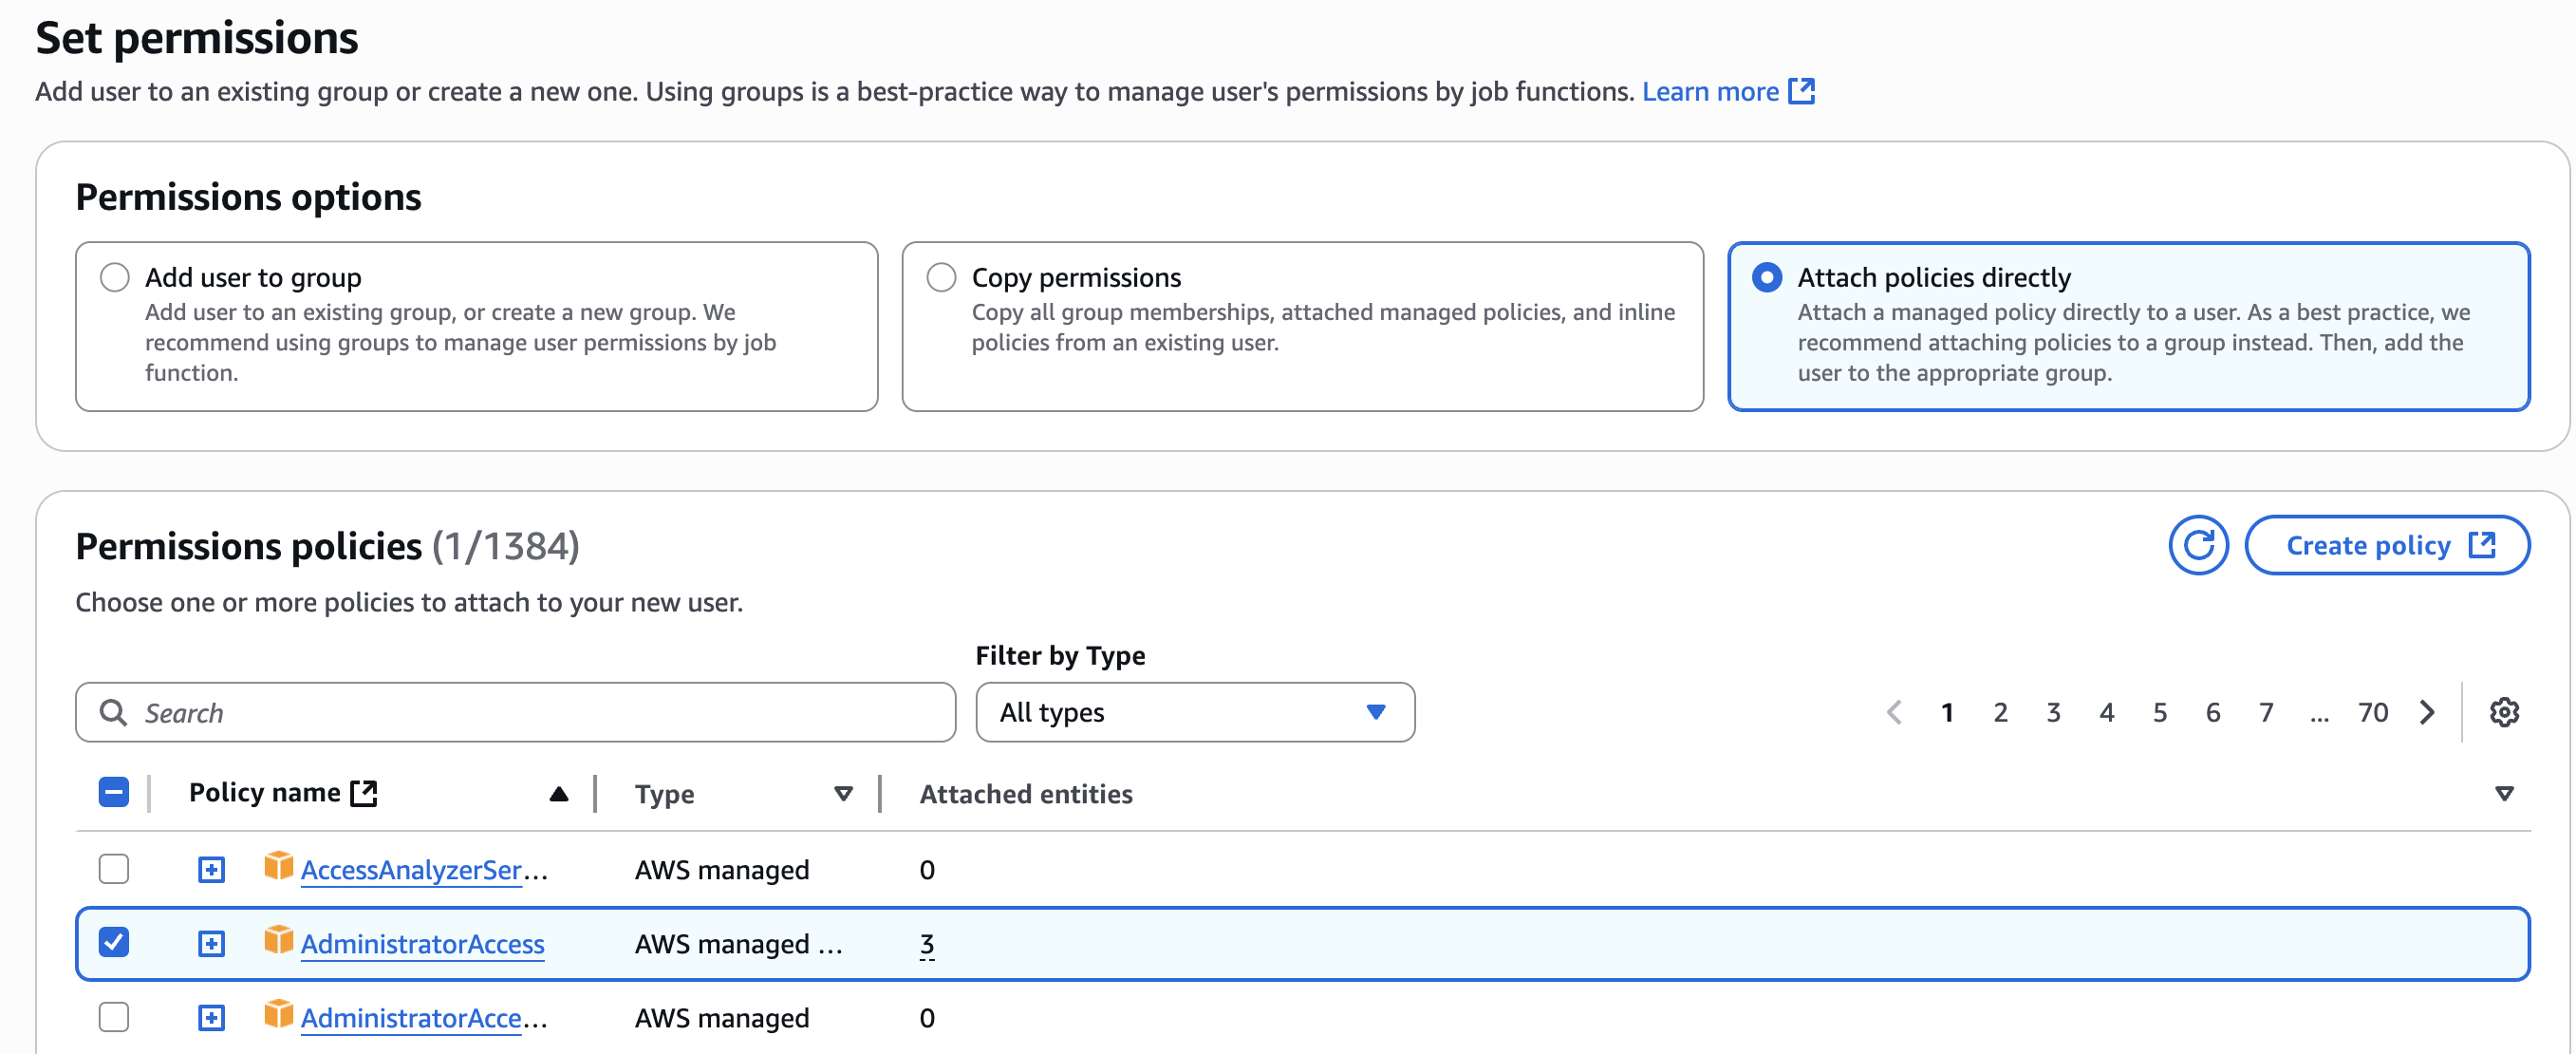 Set permissions
Add user to an existing group or create a new one. Using groups is a best-practice way to manage user's permissions by job functions. Learn more
Permissions options
Add user to group
Add user to an existing group, or create a new group. We
recommend using groups to manage user permissions by job
function.
Copy permissions
Copy all group memberships, attached managed policies, and inline
policies from an existing user.
Attach policies directly
Attach a managed policy directly to a user. As a best practice, we
recommend attaching policies to a group instead. Then, add the
user to the appropriate group.
Permissions policies (1/1384)
Create policy
Choose one or more policies to attach to your new user.
Filter by Type
Search
All types
1 2 3 4 5 6 7 ... 70
Policy name Type Attached entities
AccessAnalyzerSer... AWS managed 0
AdministratorAccess AWS managed ... 3
AdministratorAcce... AWS managed 0